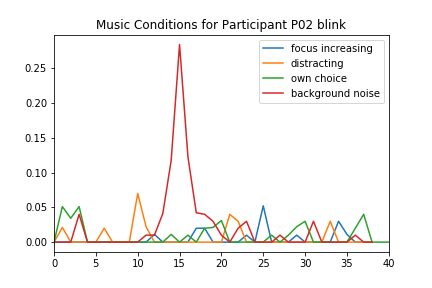 Music Conditions for Participant P02 blink
focus increasing
distracting
own choice
background noise
0.25
0.20
0.15
0.10
0.05
0.00
0 5 10 15 20 25 30 35 40